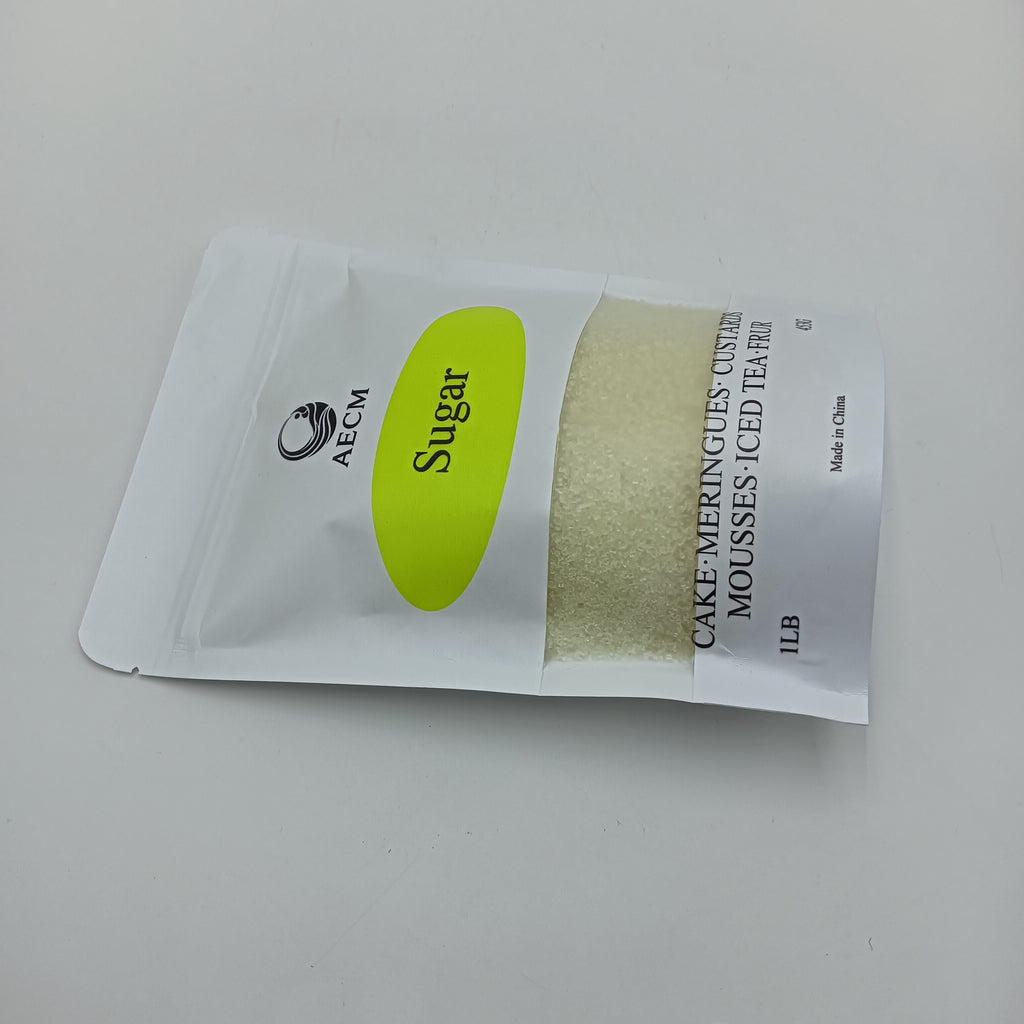 AECM
Sugar
CAKE·MERINGUES·CUSTARDS
MOUSSES·ICED TEA·FRUR
1LB
Made in China